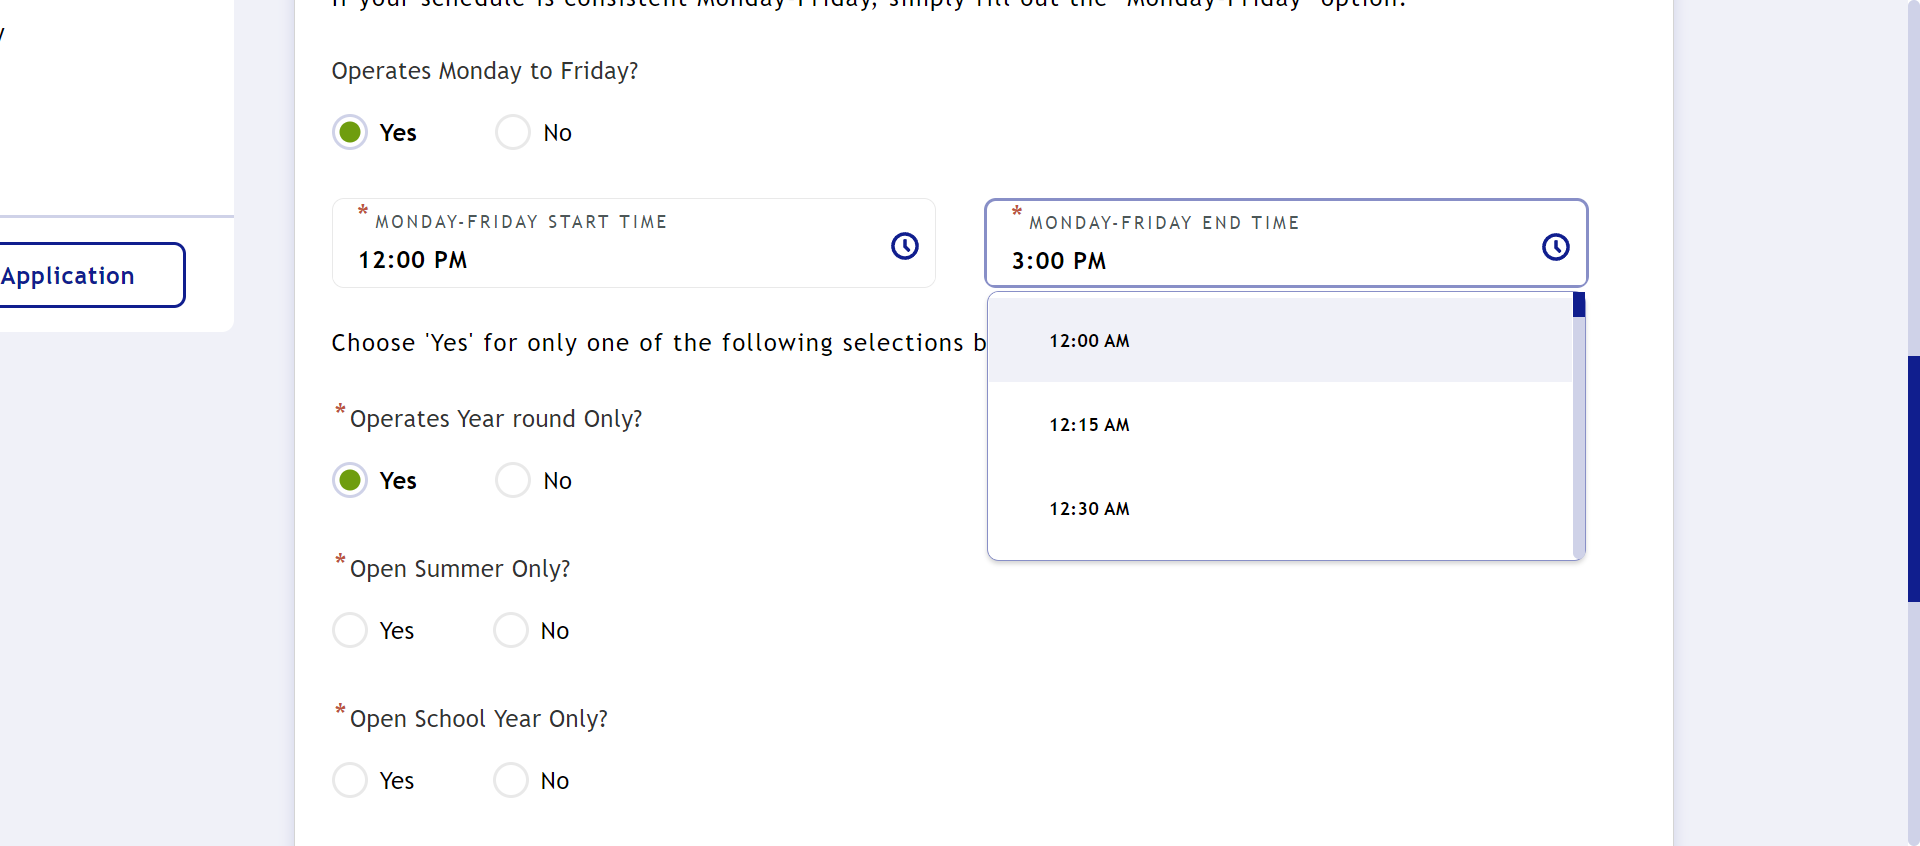 If your schedule is consistent Monday-Friday, simply fill out the "Monday-Friday" option.
Operates Monday to Friday?
Yes
No
* MONDAY-FRIDAY START TIME
12:00 PM
* MONDAY-FRIDAY END TIME
3:00 PM
Application
12:00 AM
12:15 AM
12:30 AM
Choose 'Yes' for only one of the following selections b
* Operates Year round Only?
Yes
No
* Open Summer Only?
Yes
No
* Open School Year Only?
Yes
No